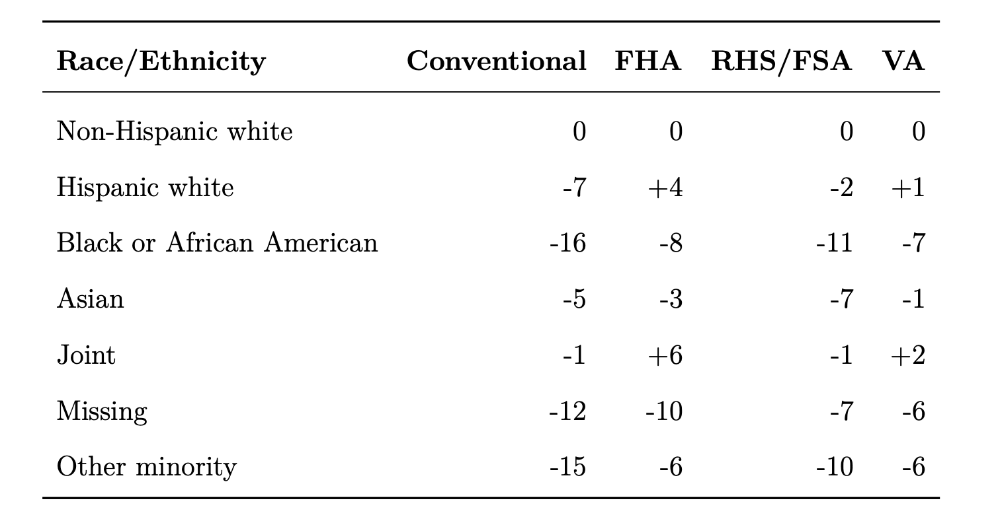 Race/Ethnicity Conventional FHA RHS/FSA VA
Non-Hispanic white 0 0 0 0
Hispanic white -7 +4 -2 +1
Black or African American -16 -8 -11 -7
Asian -5 -3 -7 -1
Joint -1 +6 -1 +2
Missing -12 -10 -7 -6
Other minority -15 -6 -10 -6